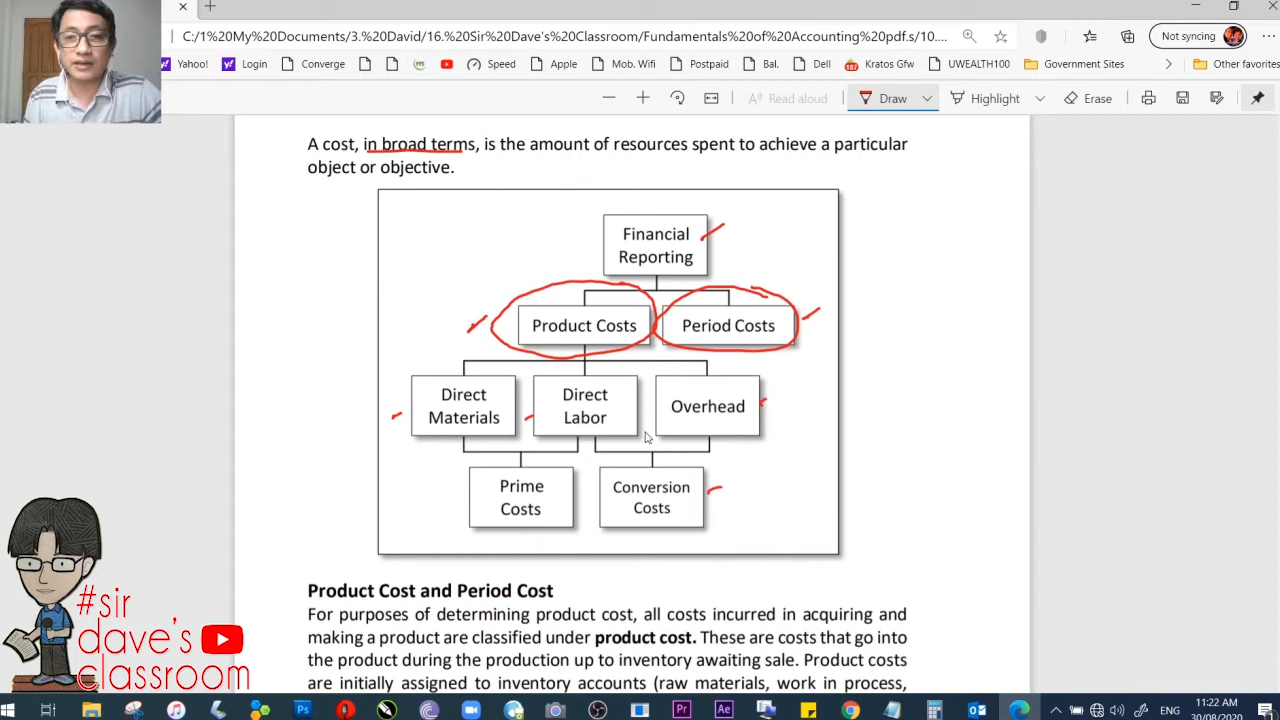 C:/1%20My%20Documents/3.%20David/16.%20Sir%20Dave's%20Classroom/Fundamentals%20of%20Accounting%20pdf.s/10....
Not syncing
Yahoo!
Login
Converge
Speed
Apple
Mob. Wifi
Postpaid
Bal.
Dell
Kratos Gfw
UWEALTH100
Government Sites
Other favorites
Read aloud
Draw
Highlight
Erase
A cost, in broad terms, is the amount of resources spent to achieve a particular
object or objective.
Financial
Reporting
Product Costs
Period Costs
Direct
Materials
Direct
Labor
Overhead
Prime
Costs
Conversion
Costs
Product Cost and Period Cost
For purposes of determining product cost, all costs incurred in acquiring and
making a product are classified under product cost. These are costs that go into
the product during the production up to inventory awaiting sale. Product costs
are initially assigned to inventory accounts (raw materials, work in process,
#sir
dave's
classroom
Ps
Pr
Ae
ENG
11:22 AM
30/08/2020